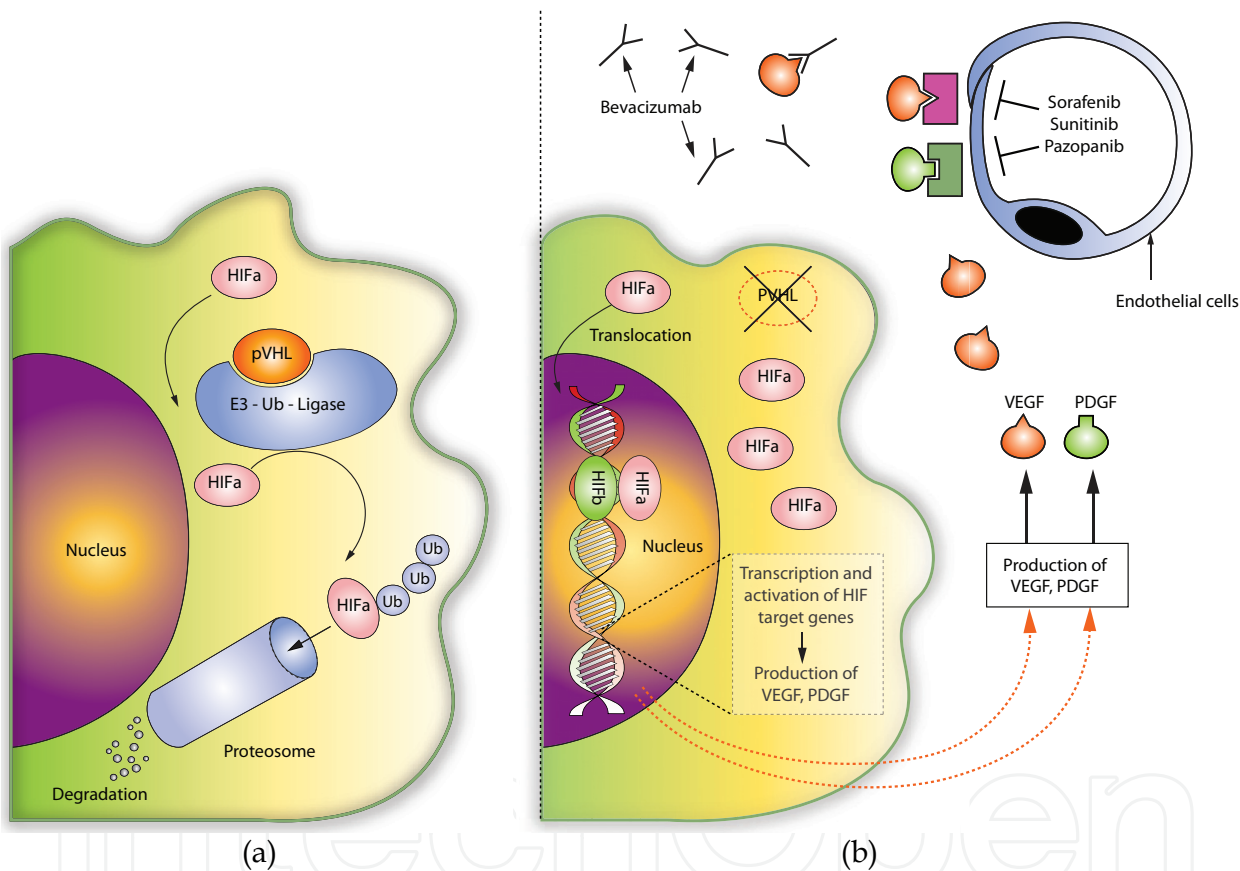 HIFa
pVHL
E3 - Ub - Ligase
HIFa
Nucleus
Ub
Ub
Ub
HIFa
Proteosome
Degradation
(a)
Bevacizumab
Sorafenib
Sunitinib
Pazopanib
Endothelial cells
HIFa
PVHL
Translocation
HIFa
HIFb
HIFa
HIFa
HIFa
Nucleus
Transcription and
activation of HIF
target genes
Production of
VEGF, PDGF
VEGF
PDGF
Production of
VEGF, PDGF
(b)
intechopen